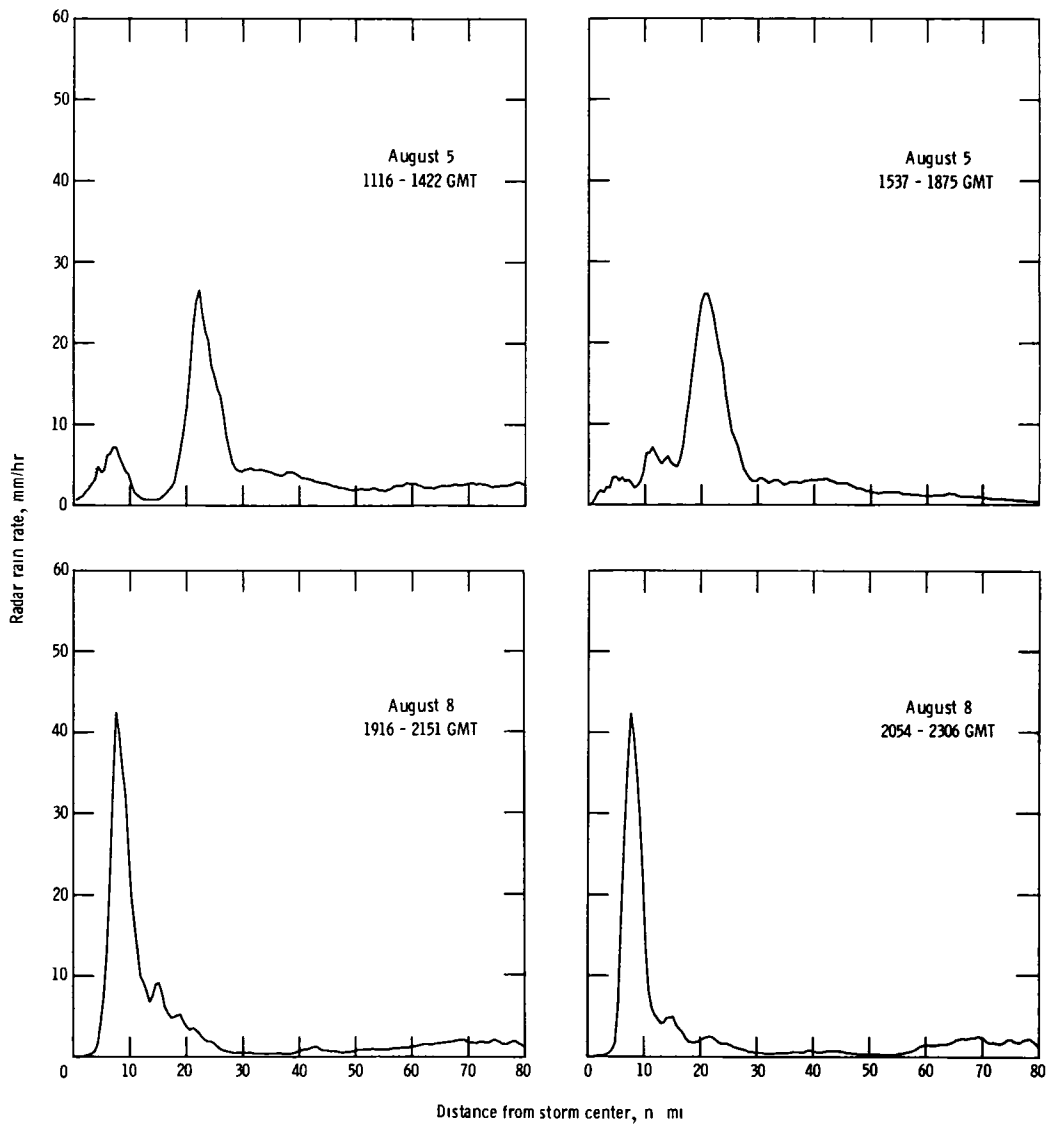 60
50
40
30
20
10
0
August 5
1116 - 1422 GMT
August 5
1537 - 1875 GMT
Radar rain rate, mm/hr
60
50
40
30
20
10
0 10 20 30 40 50 60 70 80
August 8
1916 - 2151 GMT
August 8
2054 - 2306 GMT
0 10 20 30 40 50 60 70 80
Distance from storm center, n mi